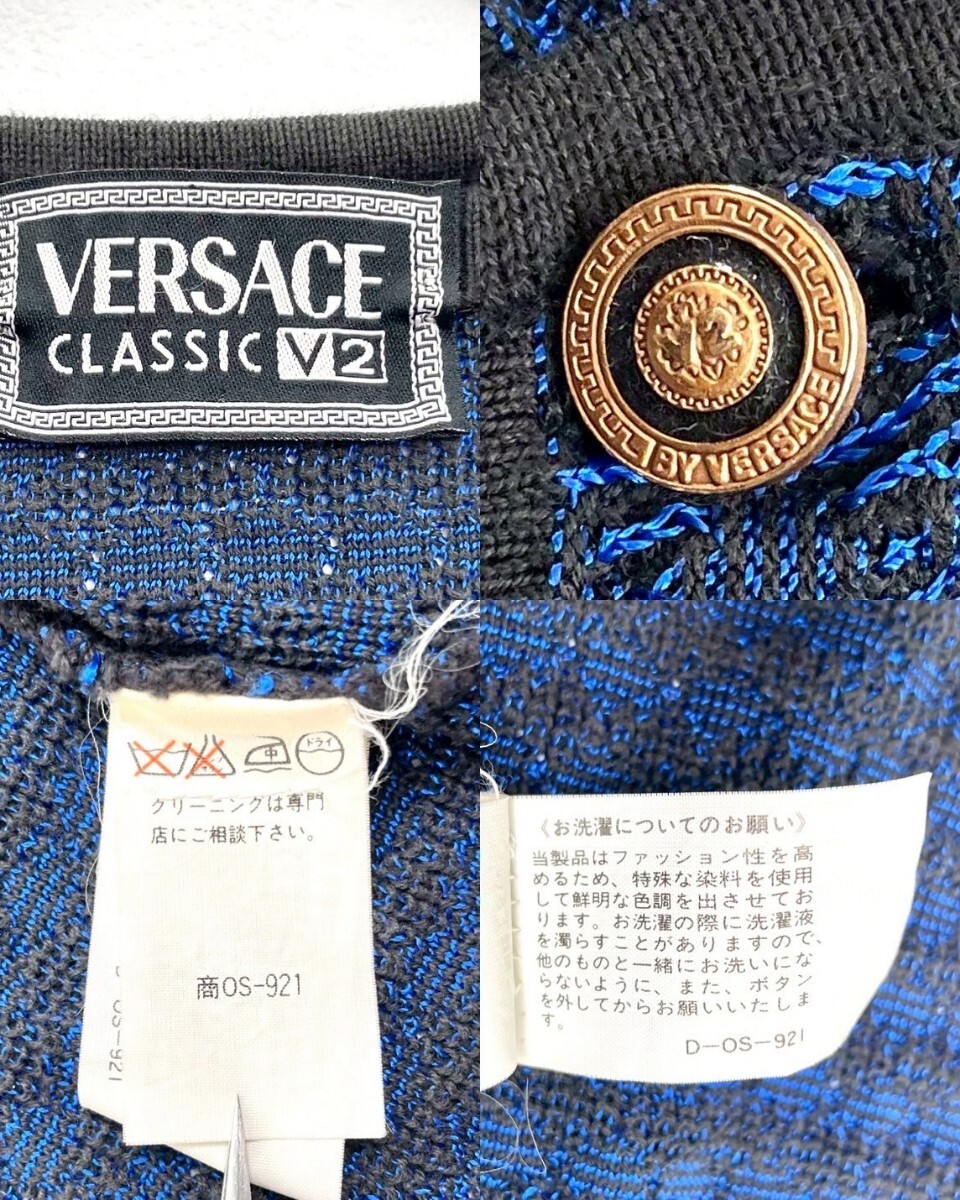 VERSACE
CLASSIC V2
BY VERSACE
中 ドライ
クリーニングは専門
店にご相談下さい。
商OS-921
OS-921
《お洗濯についてのお願い》
当製品はファッション性を高
めるため、特殊な染料を使用
して鮮明な色調を出させてお
ります。お洗濯の際に洗濯液
を濁らすことがありますので、
他のものと一緒にお洗いにな
らないように、また、ボタン
を外してからお願いいたしま
す。
D-OS-921